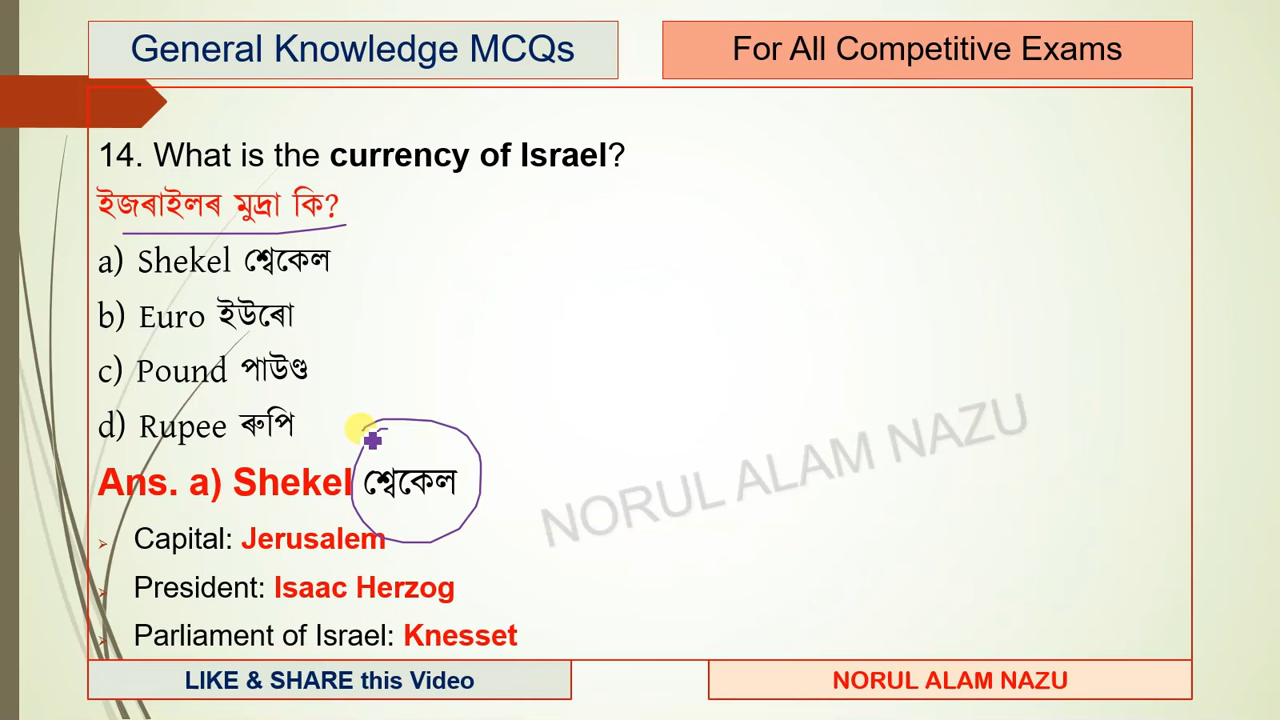 General Knowledge MCQs
For All Competitive Exams
14. What is the currency of Israel?
ইজৰাইলৰ মুদ্ৰা কি?
a) Shekel শ্বেকেল
b) Euro ইউৰো
c) Pound পাউণ্ড
d) Rupee ৰুপি
Ans. a) Shekel শ্বেকেল
Capital: Jerusalem
President: Isaac Herzog
Parliament of Israel: Knesset
NORUL ALAM NAZU
LIKE & SHARE this Video
NORUL ALAM NAZU